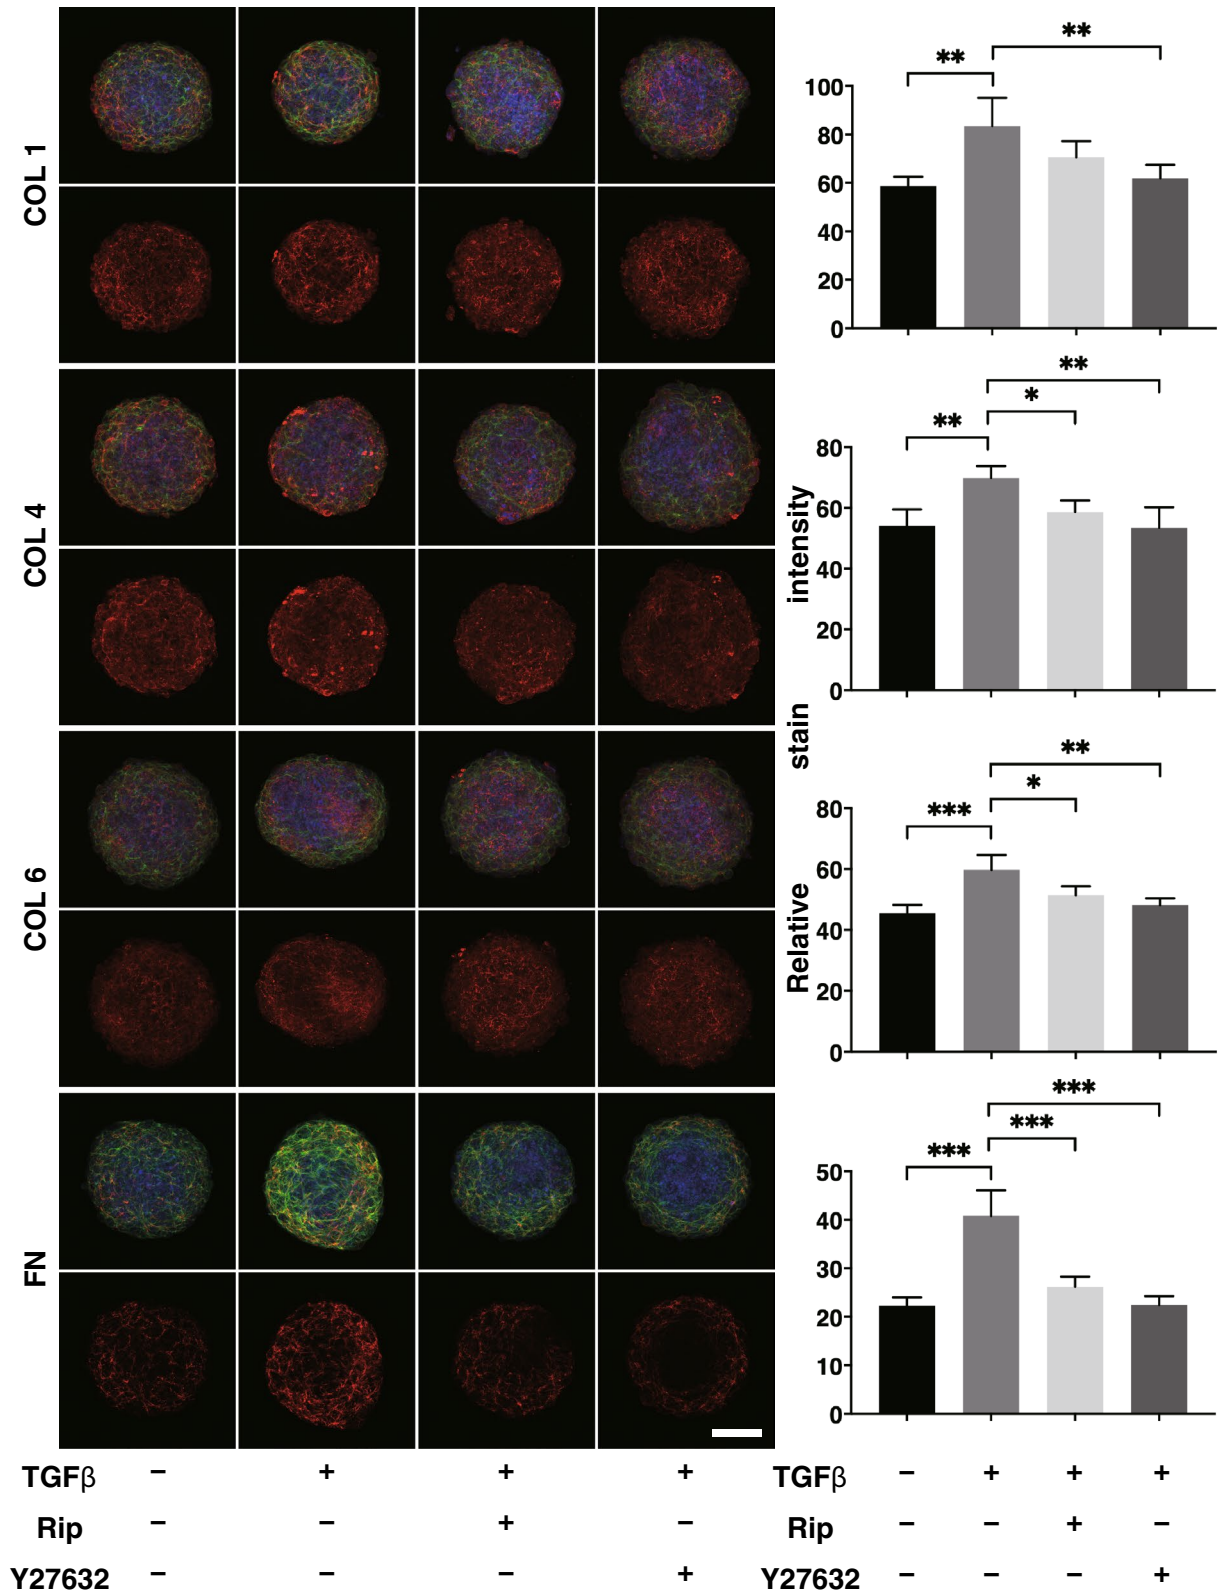 COL 1
COL 4
COL 6
FN
TGFβ − + + +
Rip − − + −
Y27632 − − − +
Relative stain intensity
** **
100
80
60
40
20
0
**
*
**
80
60
40
20
0
**
*
***
80
60
40
20
0
***
***
***
50
40
30
20
10
0
TGFβ − + + +
Rip − − + −
Y27632 − − − +